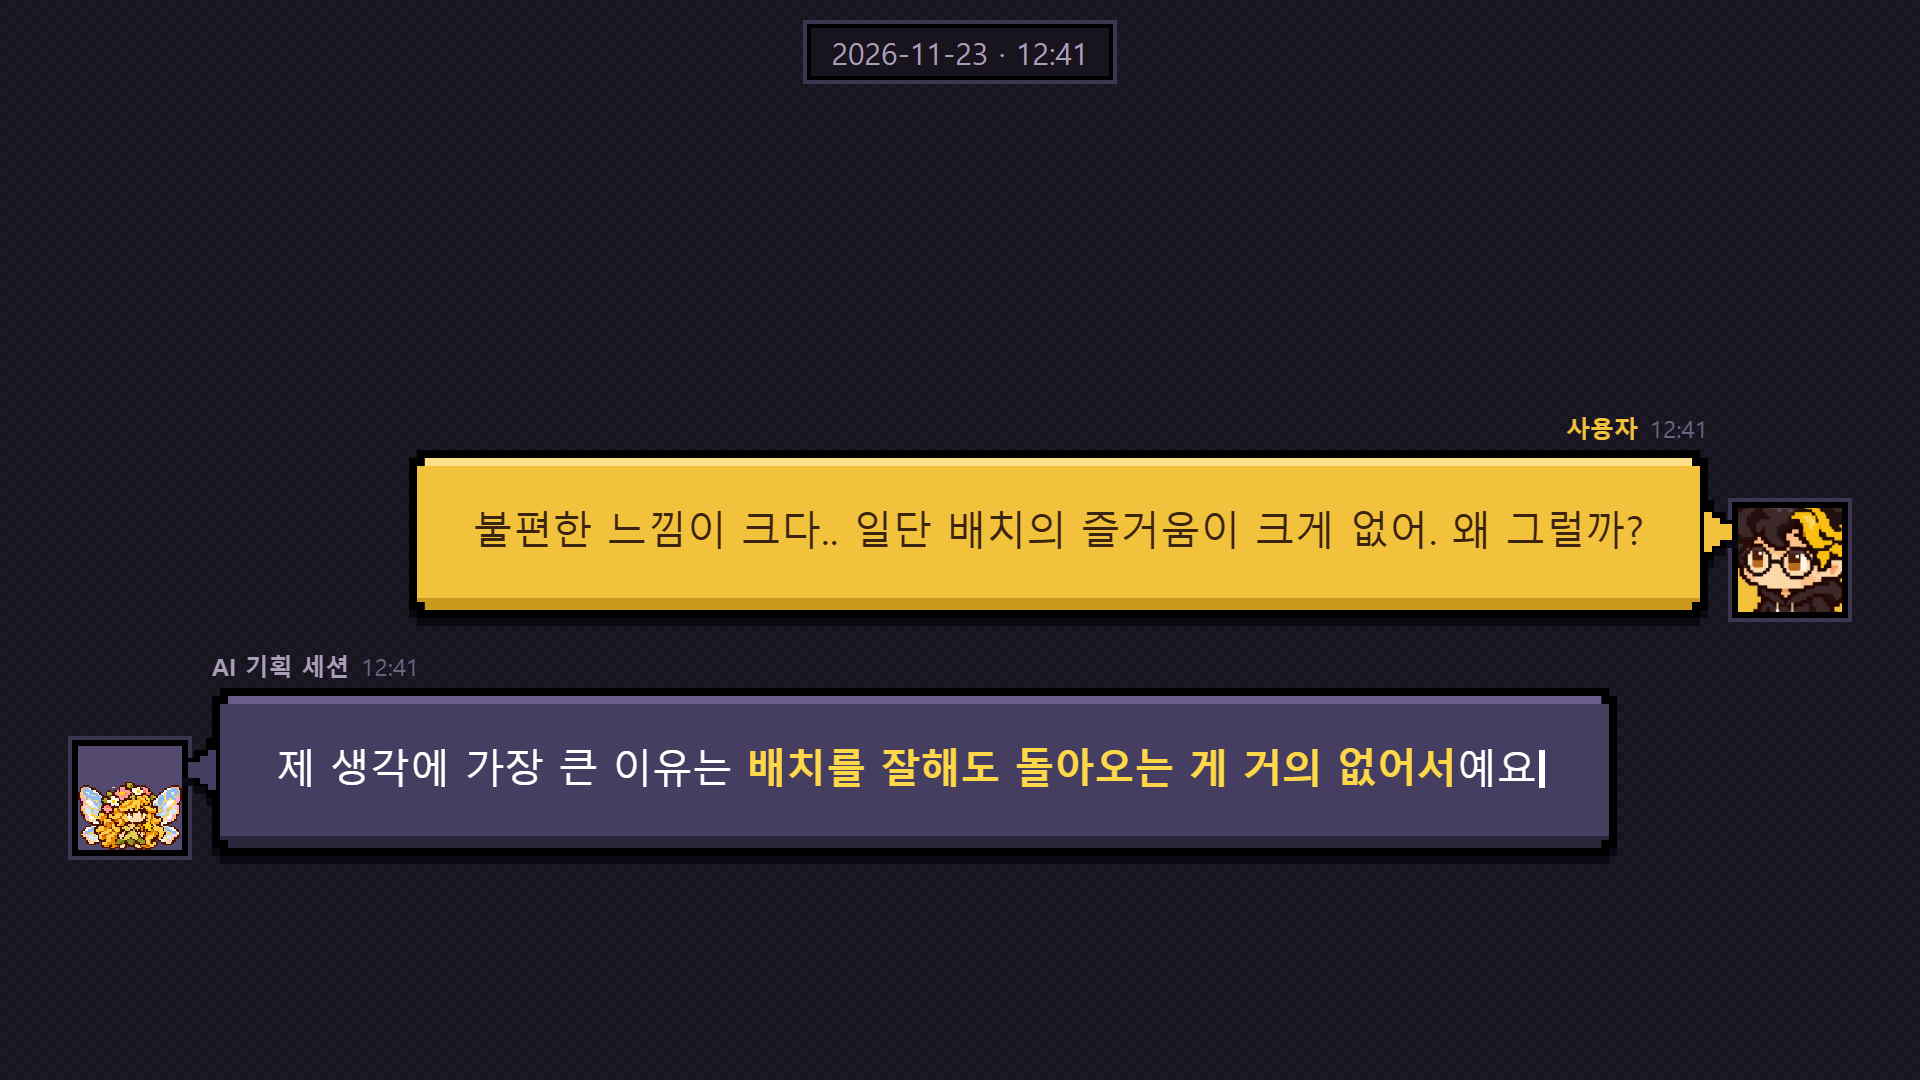 2026-11-23 · 12:41
사용자 12:41
불편한 느낌이 크다.. 일단 배치의 즐거움이 크게 없어. 왜 그럴까?
AI 기획 세션 12:41
제 생각에 가장 큰 이유는 배치를 잘해도 돌아오는 게 거의 없어서예요